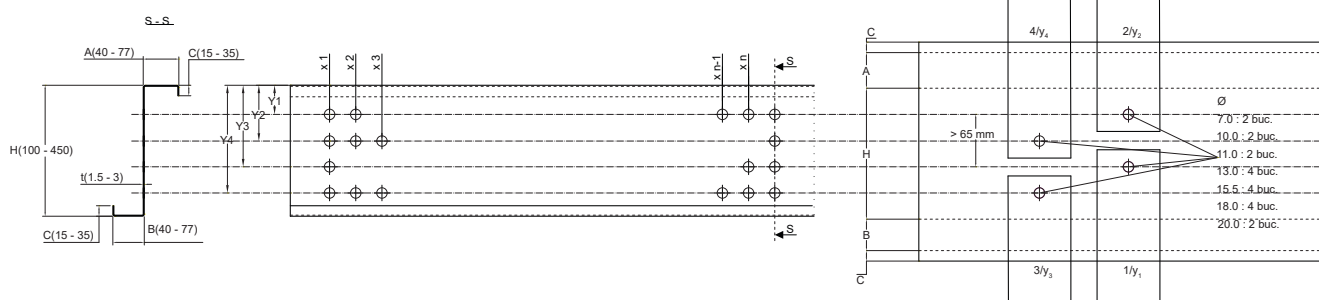 S - S
A(40 - 77)
C(15 - 35)
H(100 - 450)
t(1.5 - 3)
C(15 - 35)
B(40 - 77)
Y1
Y2
Y3
Y4
x 1
x 2
x 3
x n-1
x n
S
S
C
A
H
B
C
> 65 mm
4/y₄
2/y₂
3/y₃
1/y₁
Ø
7.0 : 2 buc.
10.0 : 2 buc.
11.0 : 2 buc.
13.0 : 4 buc.
15.5 : 4 buc.
18.0 : 4 buc.
20.0 : 2 buc.